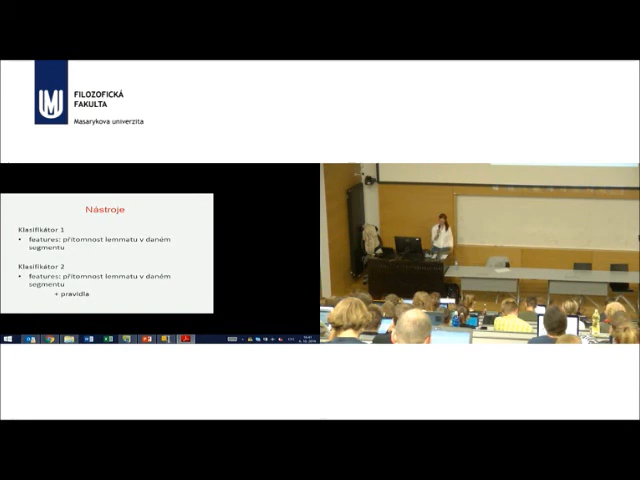 FILOZOFICKÁ
FAKULTA
Masarykova univerzita
Nástroje
Klasifikátor 1
• features: přítomnost lemmatu v daném
segmentu
Klasifikátor 2
• features: přítomnost lemmatu v daném
segmentu
+ pravidla